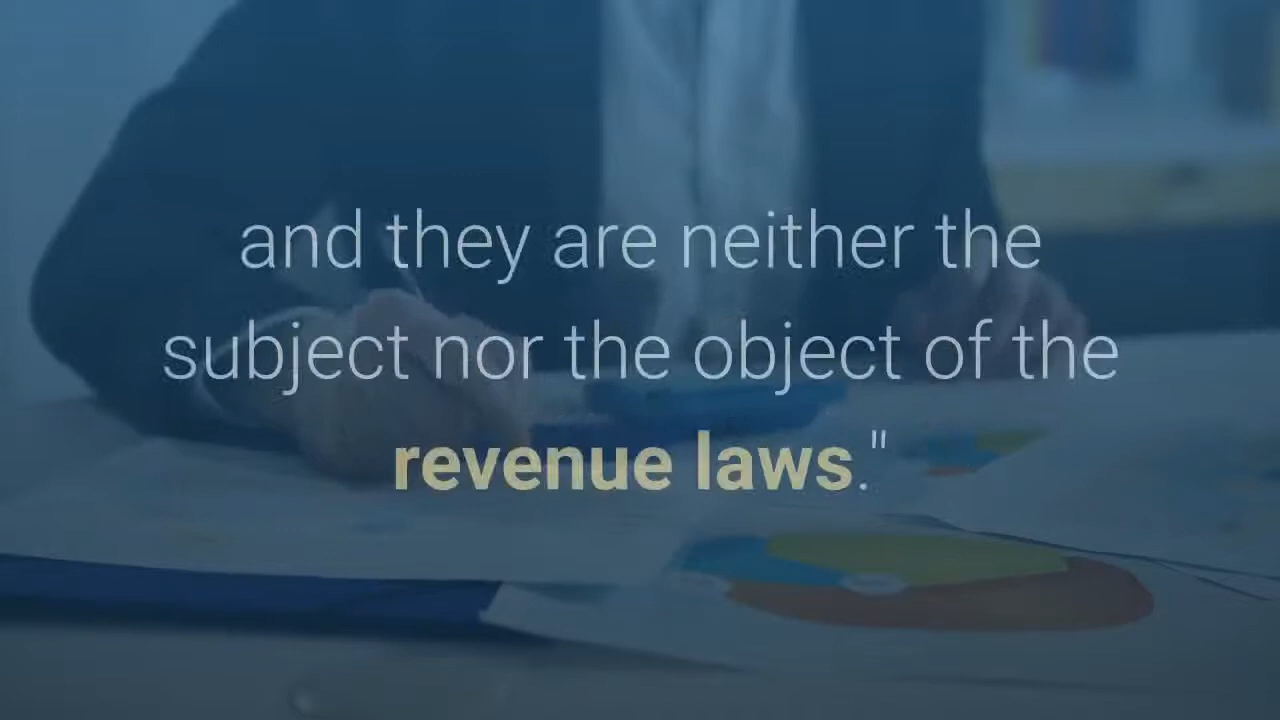 and they are neither the
subject nor the object of the
revenue laws."